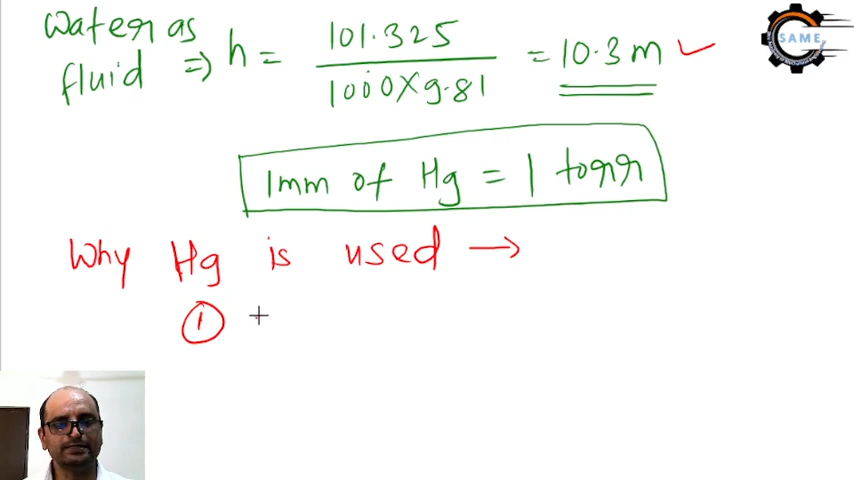 Water as fluid ⇒ h = 101.325 / 1000 × 9.81 = 10.3 m ✓
SAME
1mm of Hg = 1 torr
Why Hg is used →
①